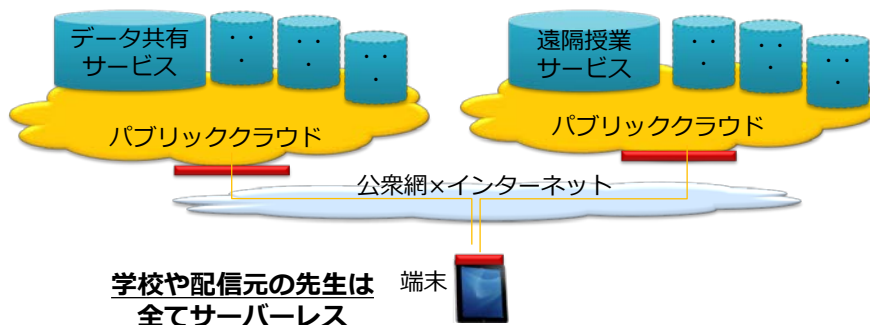 データ共有
サービス
・・
・
・・
・
・・
・
遠隔授業
サービス
・・
・
・・
・
・・
・
パブリッククラウド
パブリッククラウド
公衆網×インターネット
学校や配信元の先生は
全てサーバーレス
端末